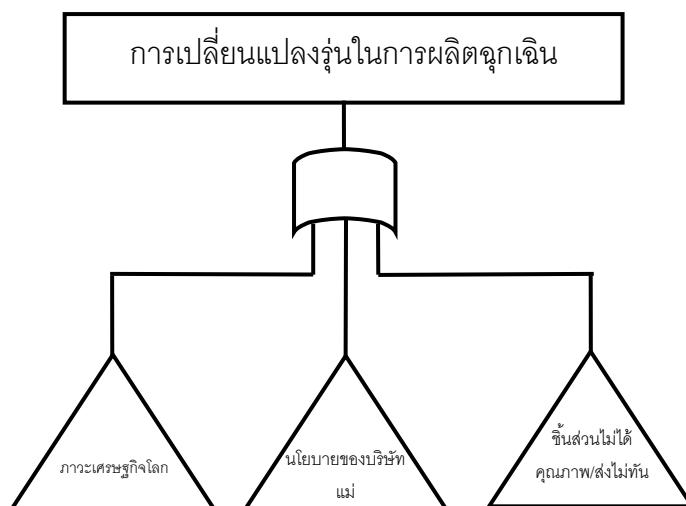 การเปลี่ยนแปลงรุ่นในการผลิตฉุกเฉิน
ภาวะเศรษฐกิจโลก
นโยบายของบริษัท
แม่
ชิ้นส่วนไม่ได้
คุณภาพ/ส่งไม่ทัน